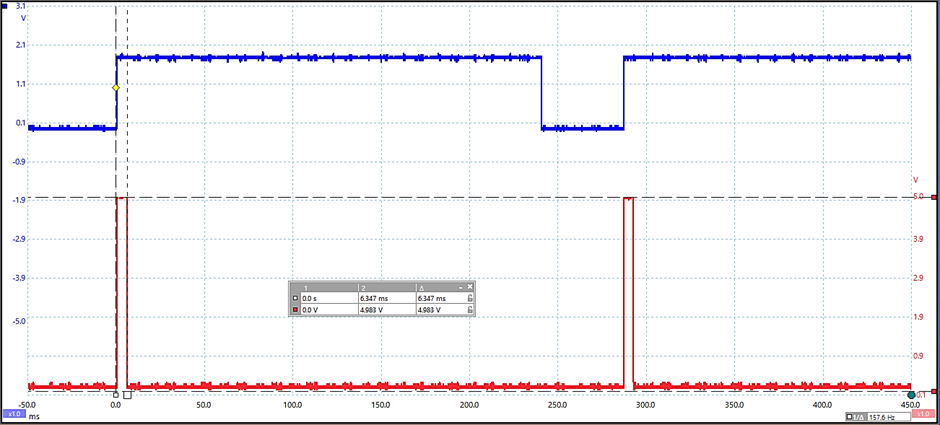 3.1
V
2.1
1.1
0.1
-0.9
-1.9
-2.9
-3.9
-5.0
V
5.0
3.9
2.9
1.9
0.9
-0.1
1 2 Δ
0.0 s 6.347 ms 6.347 ms
0.0 V 4.983 V 4.983 V
-50.0 0.0 50.0 100.0 150.0 200.0 250.0 300.0 350.0 400.0 450.0
x1.0 ms 1/Δ 157.6 Hz x1.0